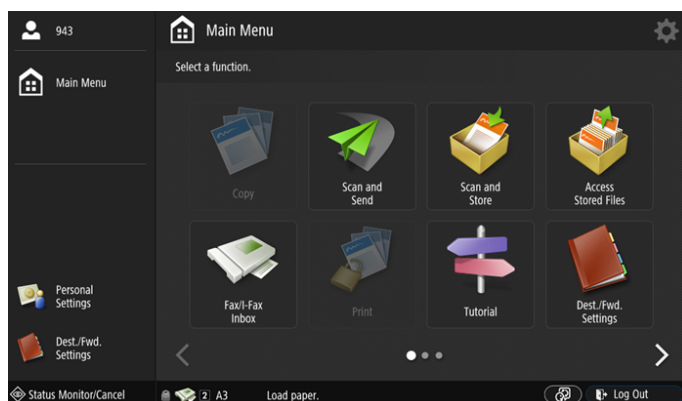 943
Main Menu
Personal
Settings
Dest./Fwd.
Settings
Status Monitor/Cancel
Main Menu
Select a function.
Copy
Scan and
Send
Scan and
Store
Access
Stored Files
Fax/I-Fax
Inbox
Print
Tutorial
Dest./Fwd.
Settings
2 A3 Load paper.
Log Out